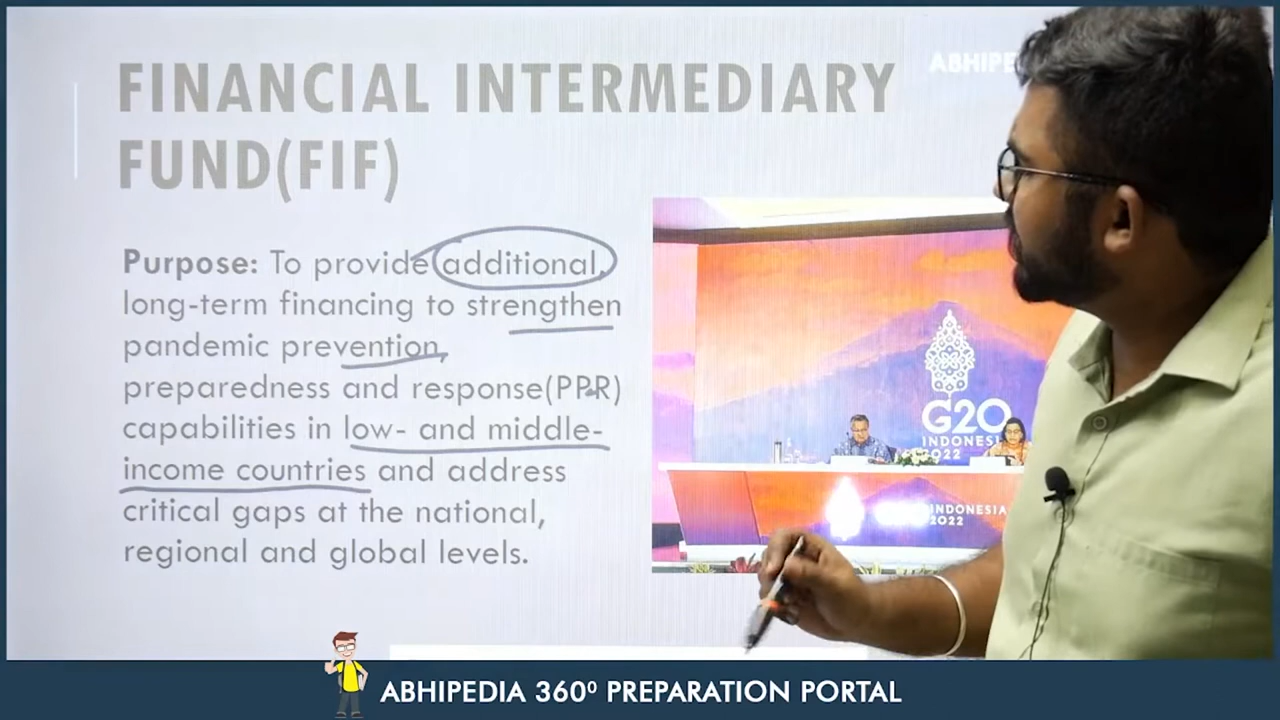 ABHIPE
FINANCIAL INTERMEDIARY
FUND(FIF)
Purpose: To provide additional,
long-term financing to strengthen
pandemic prevention,
preparedness and response(PPR)
capabilities in low- and middle-
income countries and address
critical gaps at the national,
regional and global levels.
G20
INDONESI
2022
INDONESIA
2022
ABHIPEDIA 360⁰ PREPARATION PORTAL